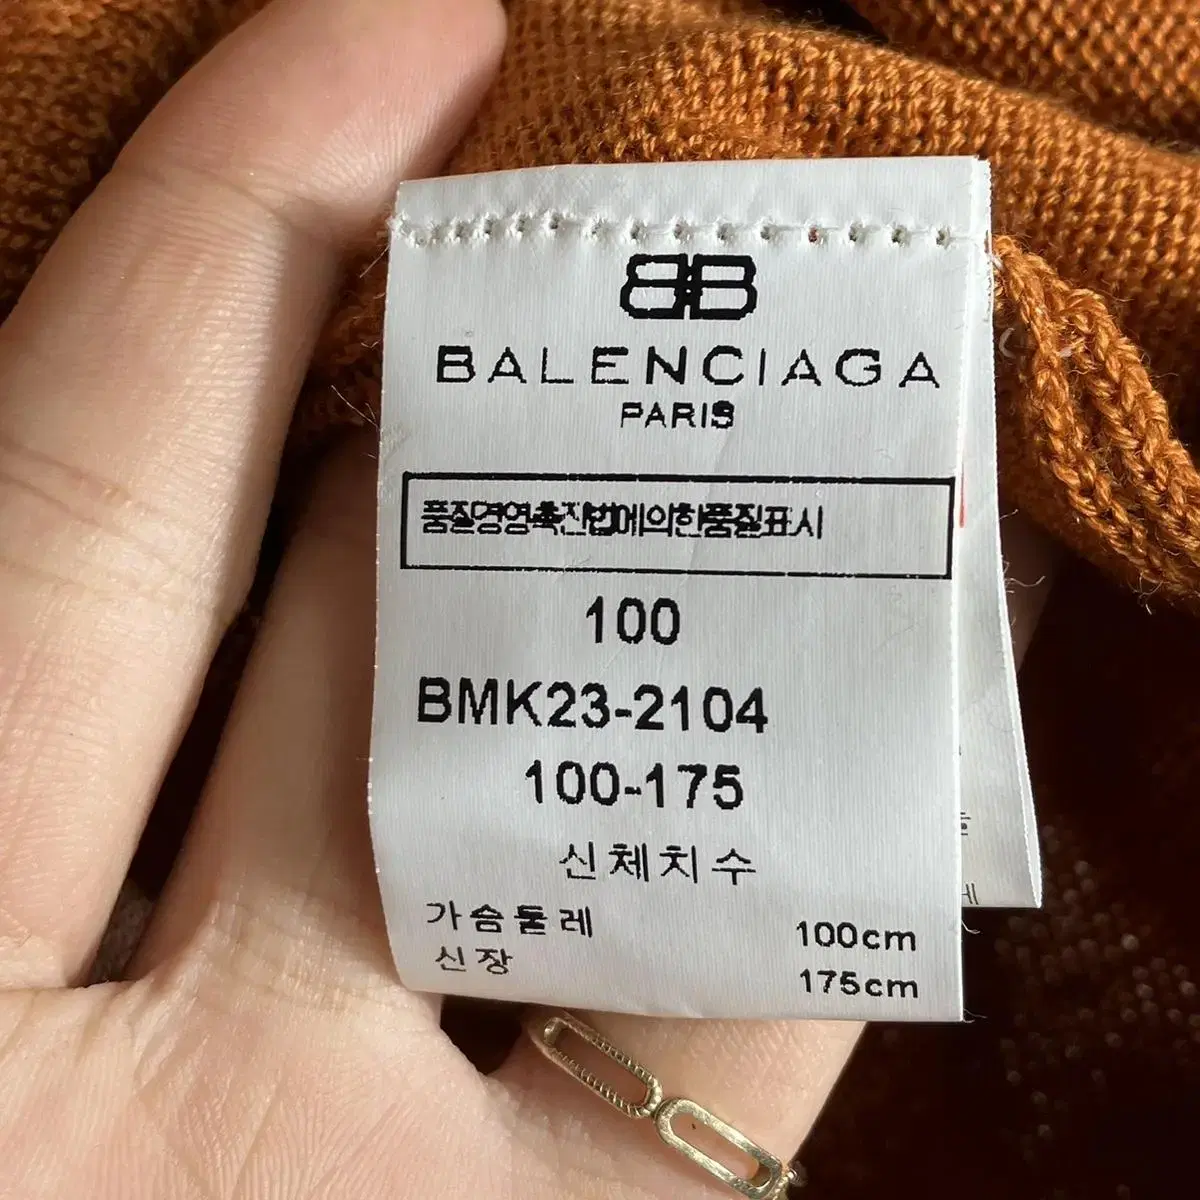 BB
BALENCIAGA
PARIS
품질경영촉진법에의한품질표시
100
BMK23-2104
100-175
신체치수
가슴둘레 100cm
신장 175cm